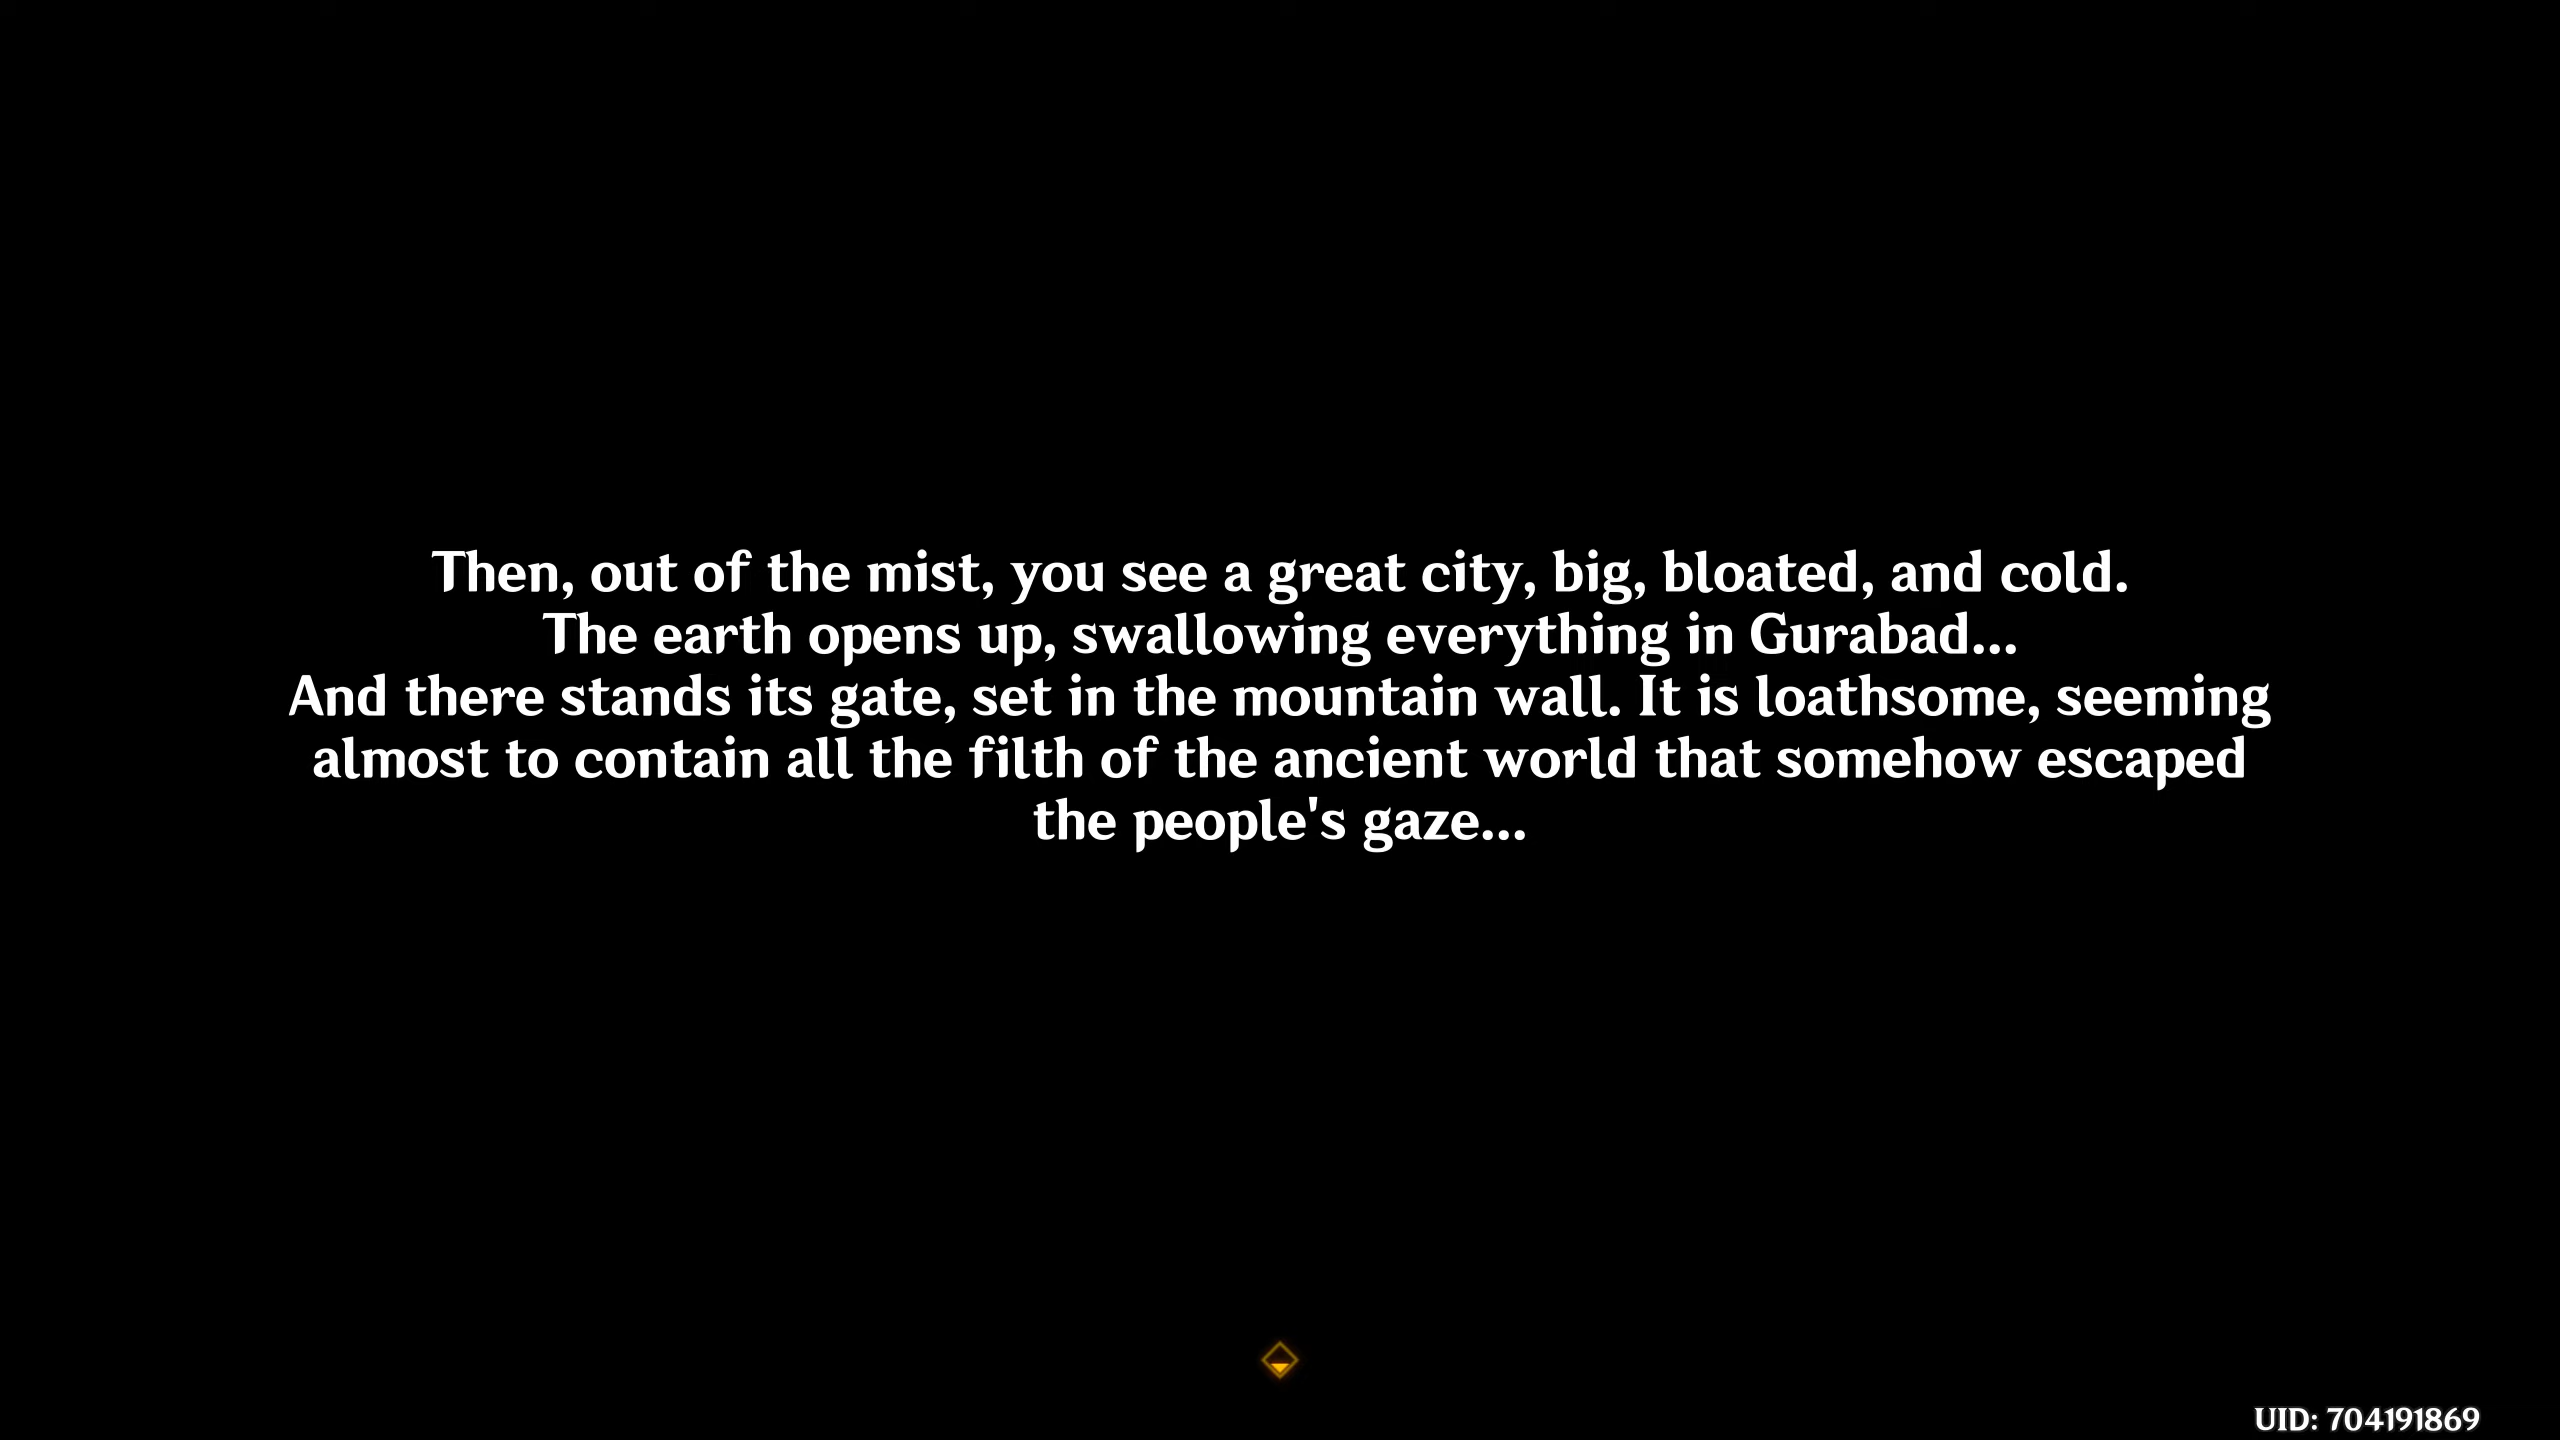 Then, out of the mist, you see a great city, big, bloated, and cold.
The earth opens up, swallowing everything in Gurabad...
And there stands its gate, set in the mountain wall. It is loathsome, seeming
almost to contain all the filth of the ancient world that somehow escaped
the people's gaze...
UID: 704191869